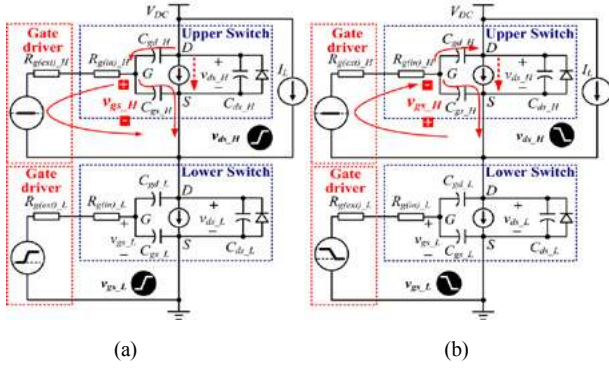 Gate
driver
V_DC
Upper Switch
C_gd_H
D
R_g(ext)_H
R_g(in)_H
G
v_ds_H
I_L
v_gs_H
C_gs_H
S
C_ds_H
v_ds_H
Gate
driver
Lower Switch
C_gd_L
D
R_g(ext)_L
R_g(in)_L
G
v_ds_L
v_gs_L
C_gs_L
S
C_ds_L
v_gs_L
(a)
Gate
driver
V_DC
Upper Switch
C_gd_H
D
R_g(ext)_H
R_g(in)_H
G
v_ds_H
I_L
v_gs_H
C_gs_H
S
C_ds_H
v_ds_H
Gate
driver
Lower Switch
C_gd_L
D
R_g(ext)_L
R_g(in)_L
G
v_ds_L
v_gs_L
C_gs_L
S
C_ds_L
v_gs_L
(b)